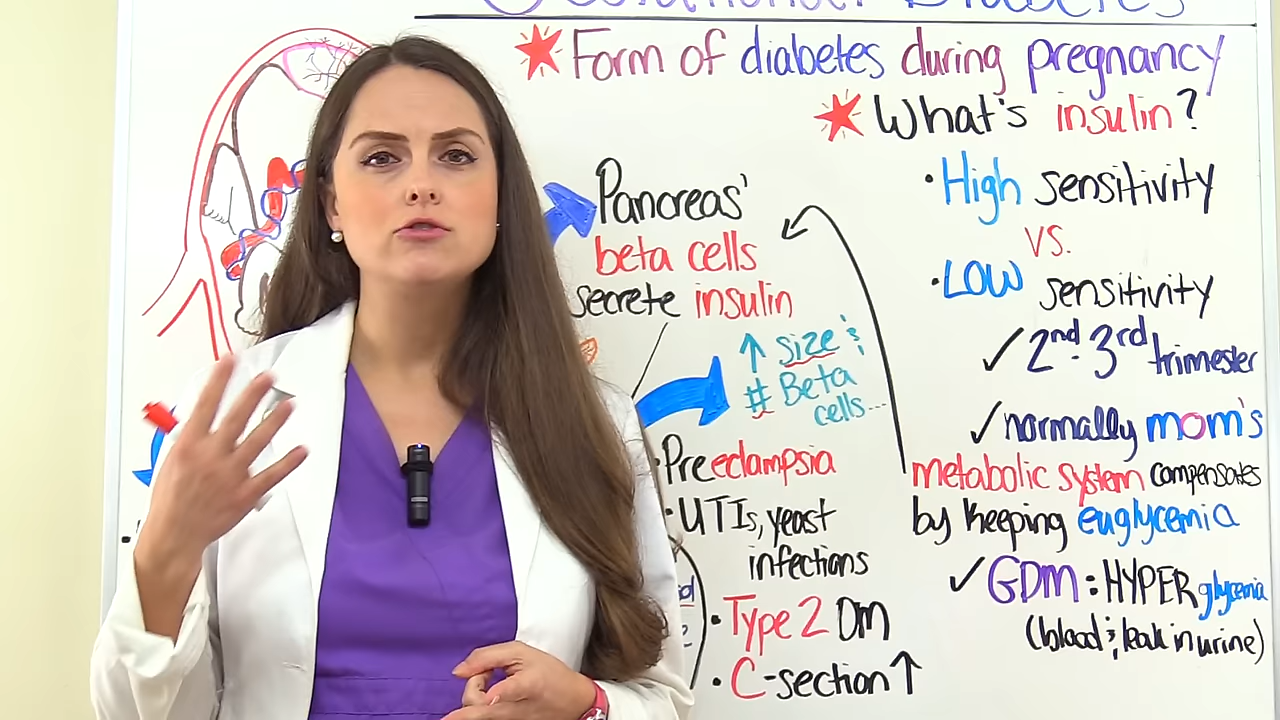 Diabetes
Form of diabetes during pregnancy
What's insulin?
• High sensitivity
vs.
• Low sensitivity
✓ 2nd - 3rd trimester
✓ normally mom's
metabolic system compensates
by keeping euglycemia
✓ GDM: HYPERglycemia
(blood & leak in urine)
Pancreas'
beta cells
secrete insulin
↑ size &
# Beta
cells...
• Preeclampsia
• UTIs, yeast
infections
• Type 2 DM
• C-section ↑